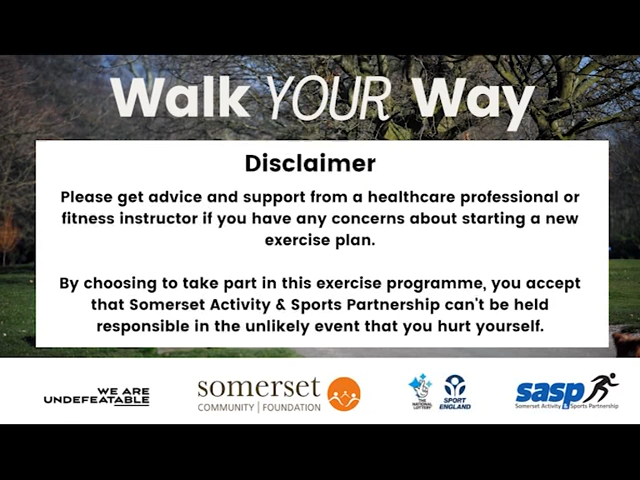 Walk YOUR Way
Disclaimer
Please get advice and support from a healthcare professional or
fitness instructor if you have any concerns about starting a new
exercise plan.
By choosing to take part in this exercise programme, you accept
that Somerset Activity & Sports Partnership can't be held
responsible in the unlikely event that you hurt yourself.
WE ARE
UNDEFEATABLE
somerset
COMMUNITY | FOUNDATION
THE
NATIONAL
LOTTERY
SPORT
ENGLAND
sasp
Somerset Activity & Sports Partnership